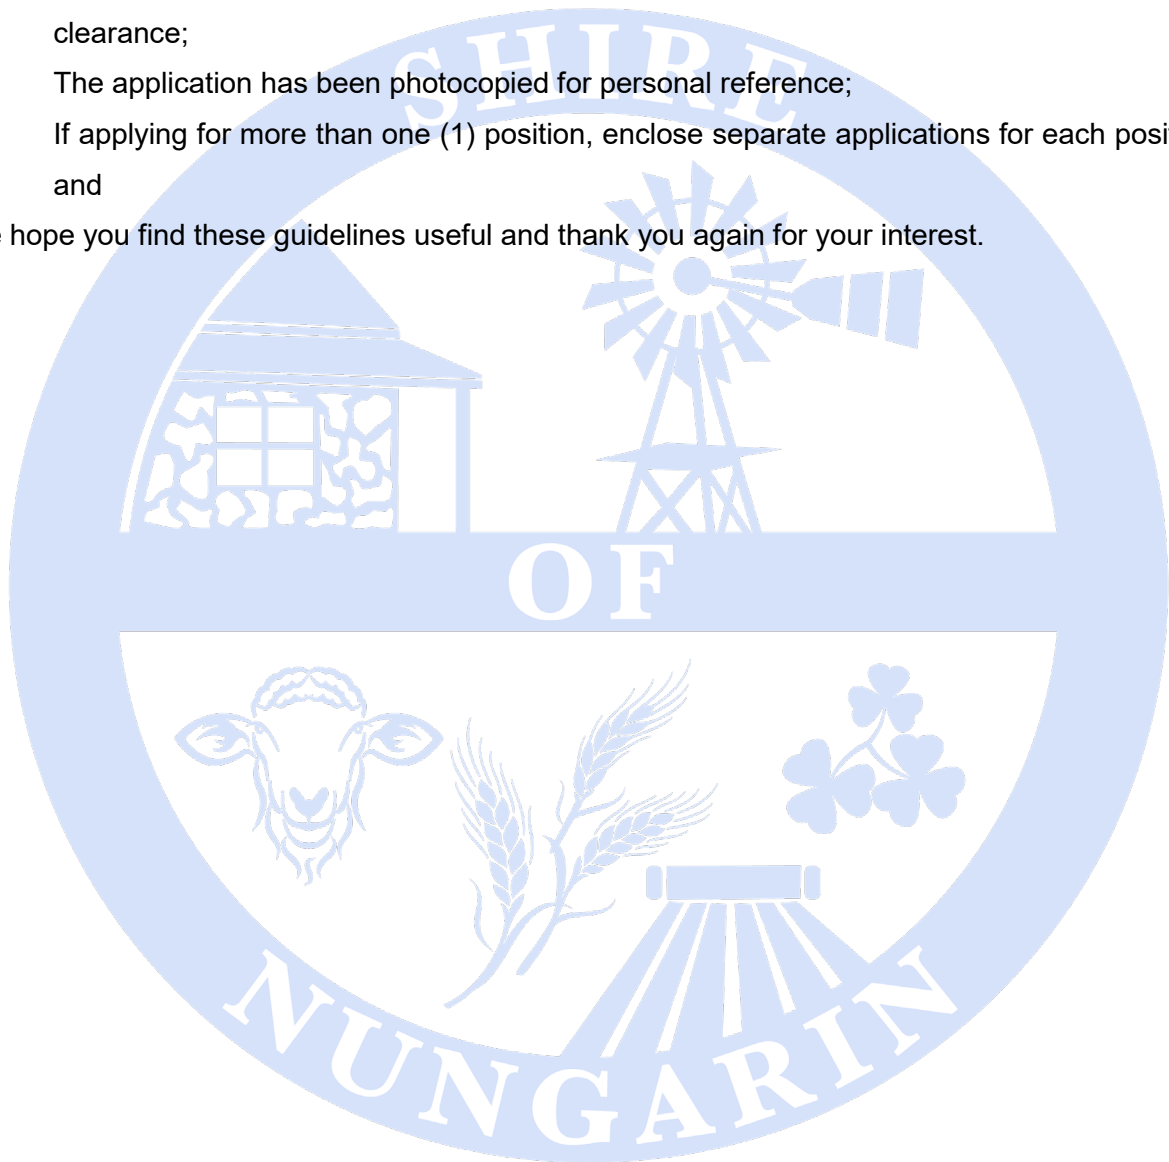 clearance;
The application has been photocopied for personal reference;
If applying for more than one (1) position, enclose separate applications for each
and
hope you find these guidelines useful and thank you again for your interest.
SHIRE
OF
NUNGARIN